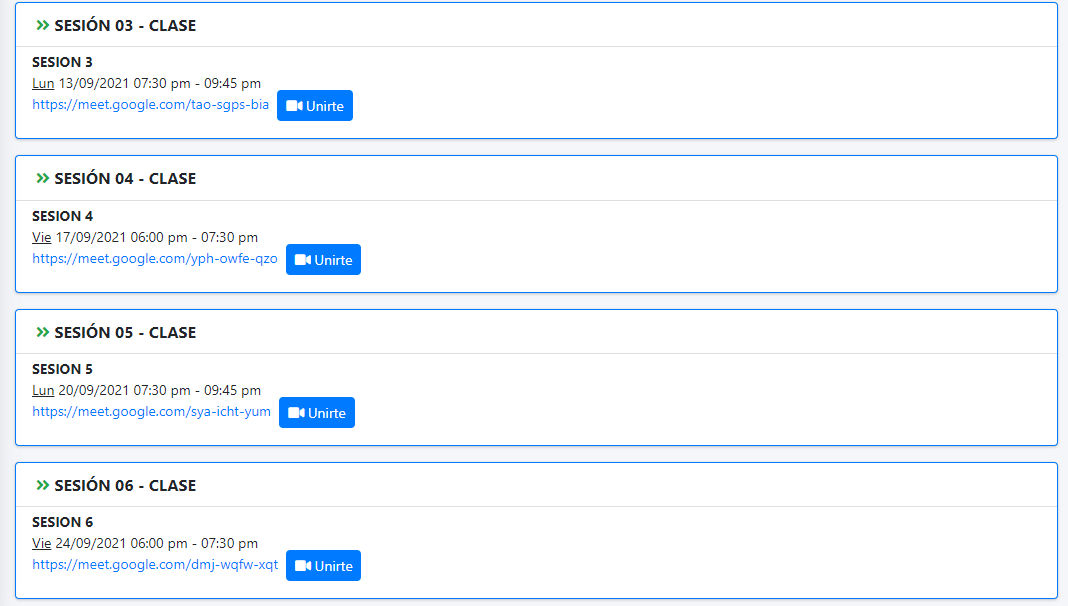 SESIÓN 03 - CLASE
SESION 3
Lun 13/09/2021 07:30 pm - 09:45 pm
https://meet.google.com/tao-sgps-bia Unirte
SESIÓN 04 - CLASE
SESION 4
Vie 17/09/2021 06:00 pm - 07:30 pm
https://meet.google.com/yph-owfe-qzo Unirte
SESIÓN 05 - CLASE
SESION 5
Lun 20/09/2021 07:30 pm - 09:45 pm
https://meet.google.com/sya-icht-yum Unirte
SESIÓN 06 - CLASE
SESION 6
Vie 24/09/2021 06:00 pm - 07:30 pm
https://meet.google.com/dmj-wqfw-xqt Unirte